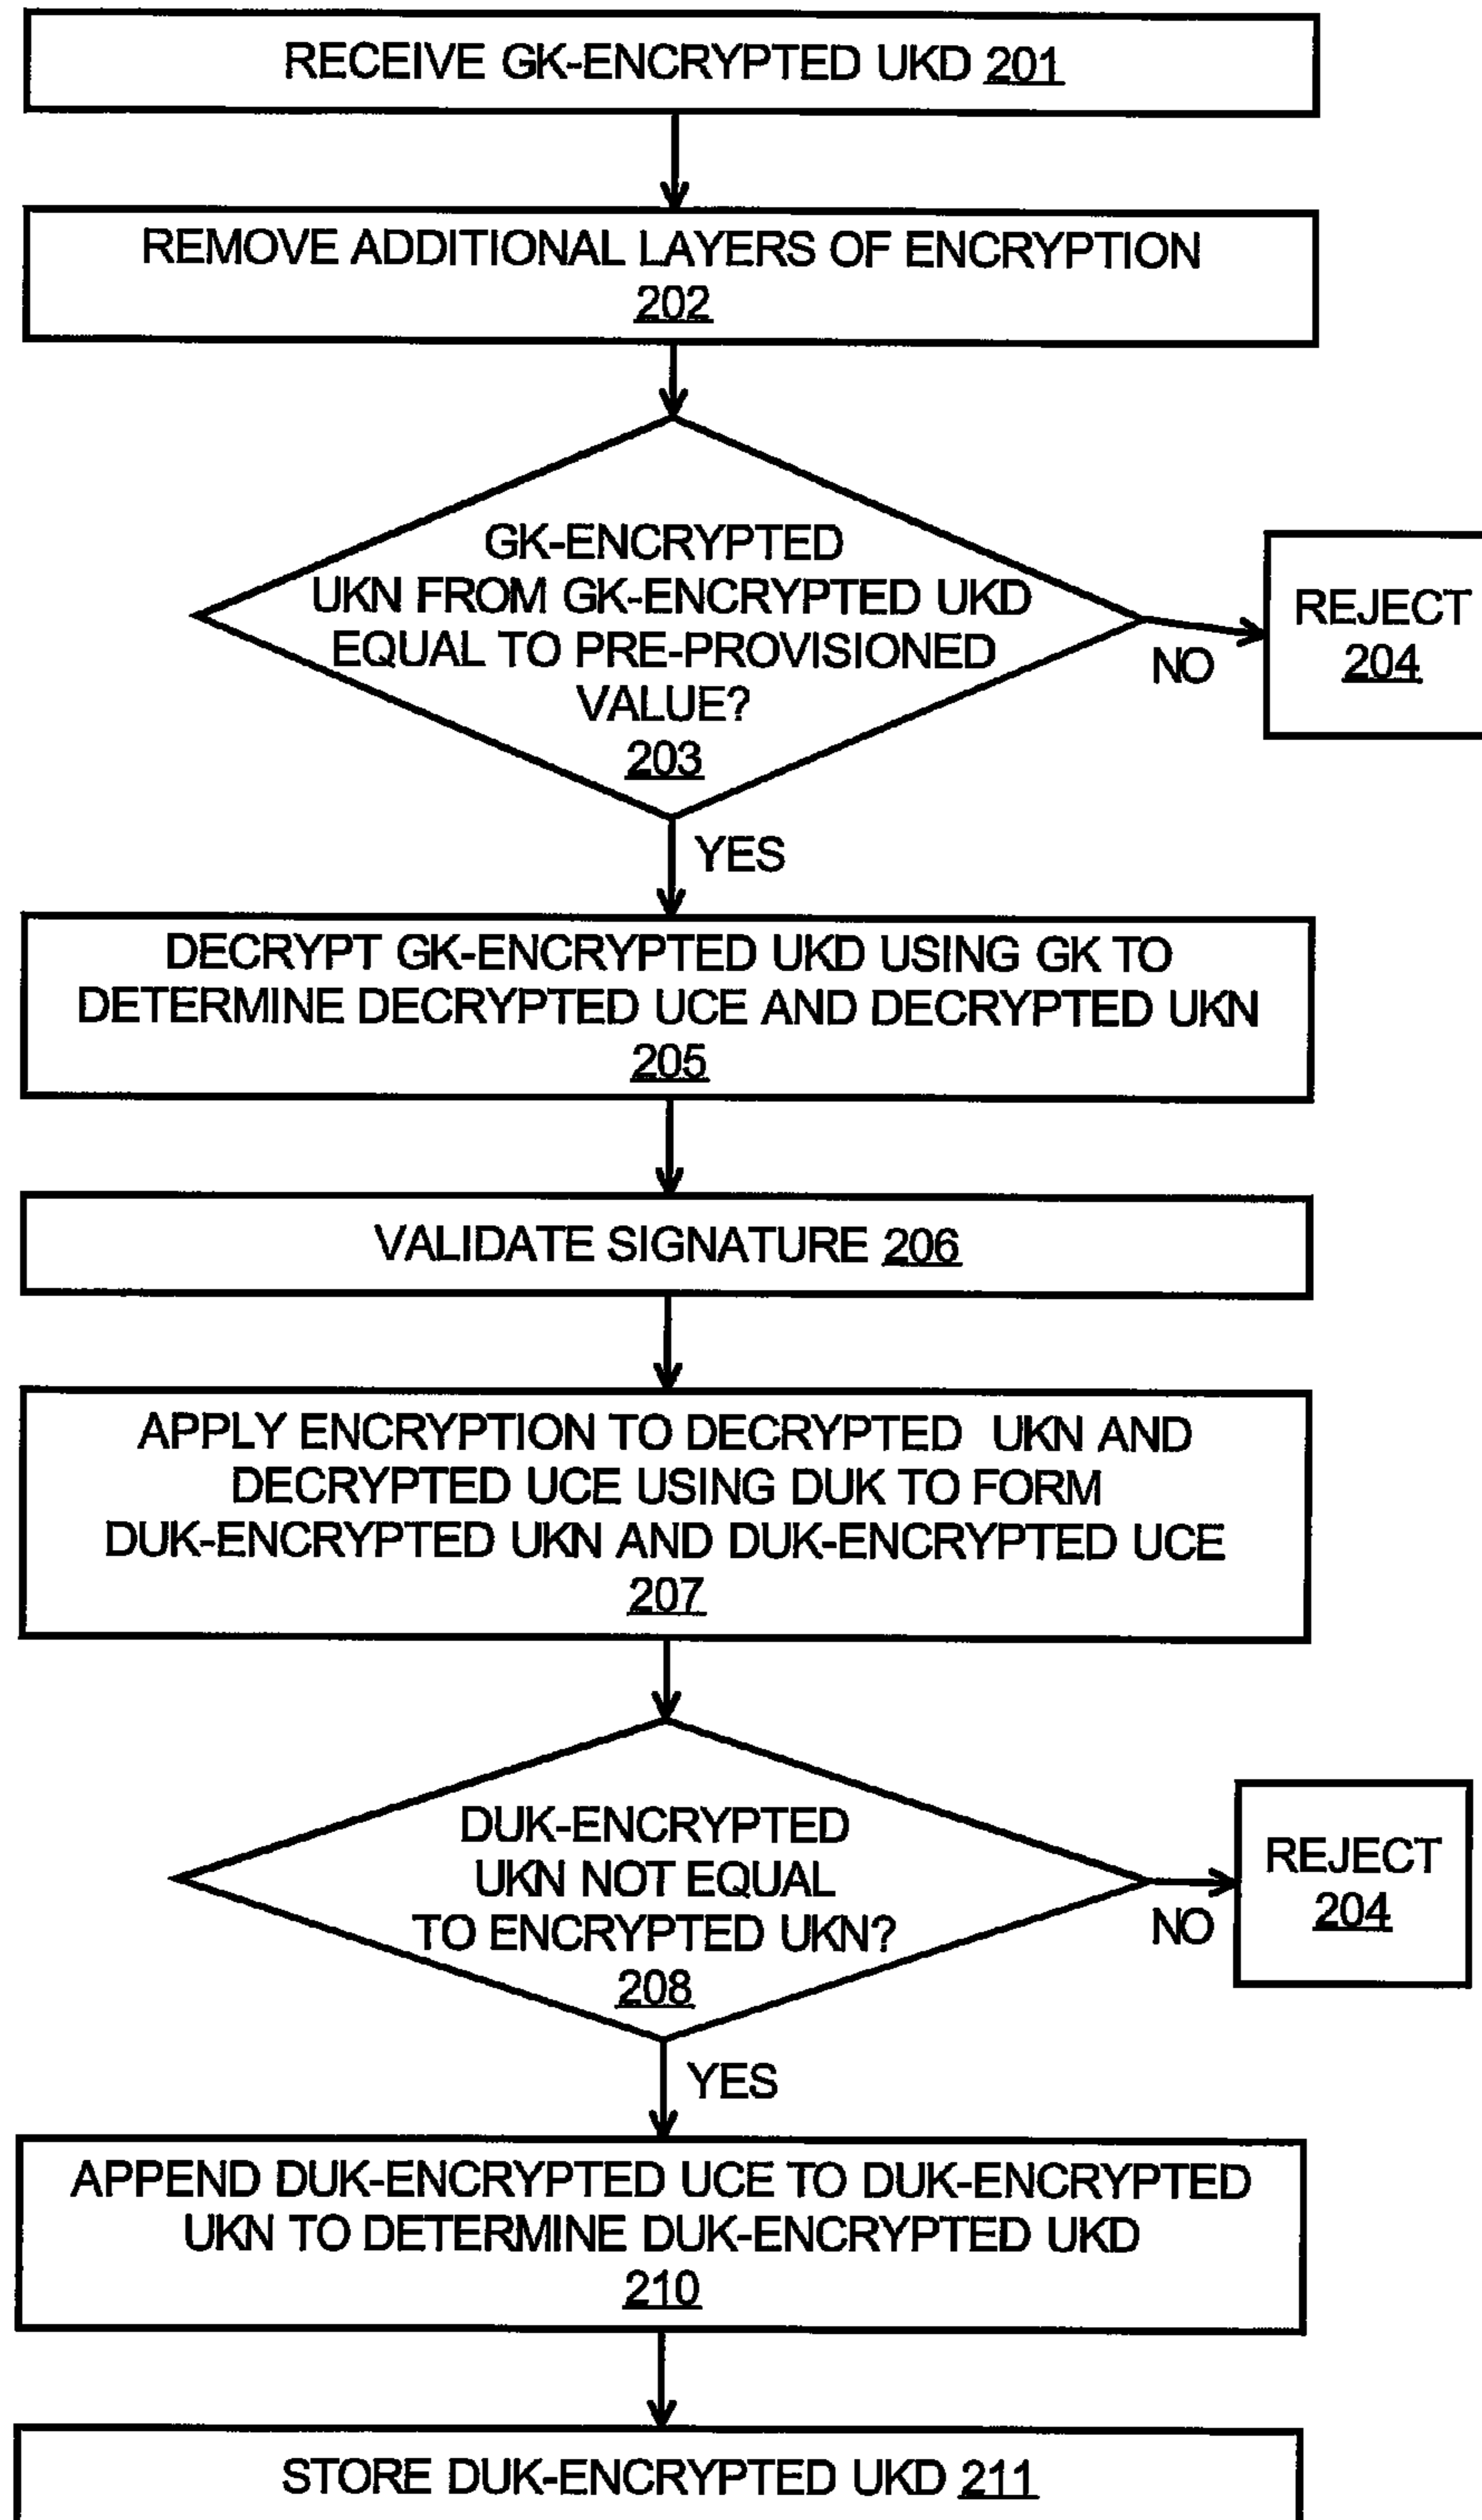 RECEIVE GK-ENCRYPTED UKD 201
REMOVE ADDITIONAL LAYERS OF ENCRYPTION
202
GK-ENCRYPTED
UKN FROM GK-ENCRYPTED UKD
EQUAL TO PRE-PROVISIONED
VALUE?
203
NO
REJECT
204
YES
DECRYPT GK-ENCRYPTED UKD USING GK TO
DETERMINE DECRYPTED UCE AND DECRYPTED UKN
205
VALIDATE SIGNATURE 206
APPLY ENCRYPTION TO DECRYPTED UKN AND
DECRYPTED UCE USING DUK TO FORM
DUK-ENCRYPTED UKN AND DUK-ENCRYPTED UCE
207
DUK-ENCRYPTED
UKN NOT EQUAL
TO ENCRYPTED UKN?
208
NO
REJECT
204
YES
APPEND DUK-ENCRYPTED UCE TO DUK-ENCRYPTED
UKN TO DETERMINE DUK-ENCRYPTED UKD
210
STORE DUK-ENCRYPTED UKD 211